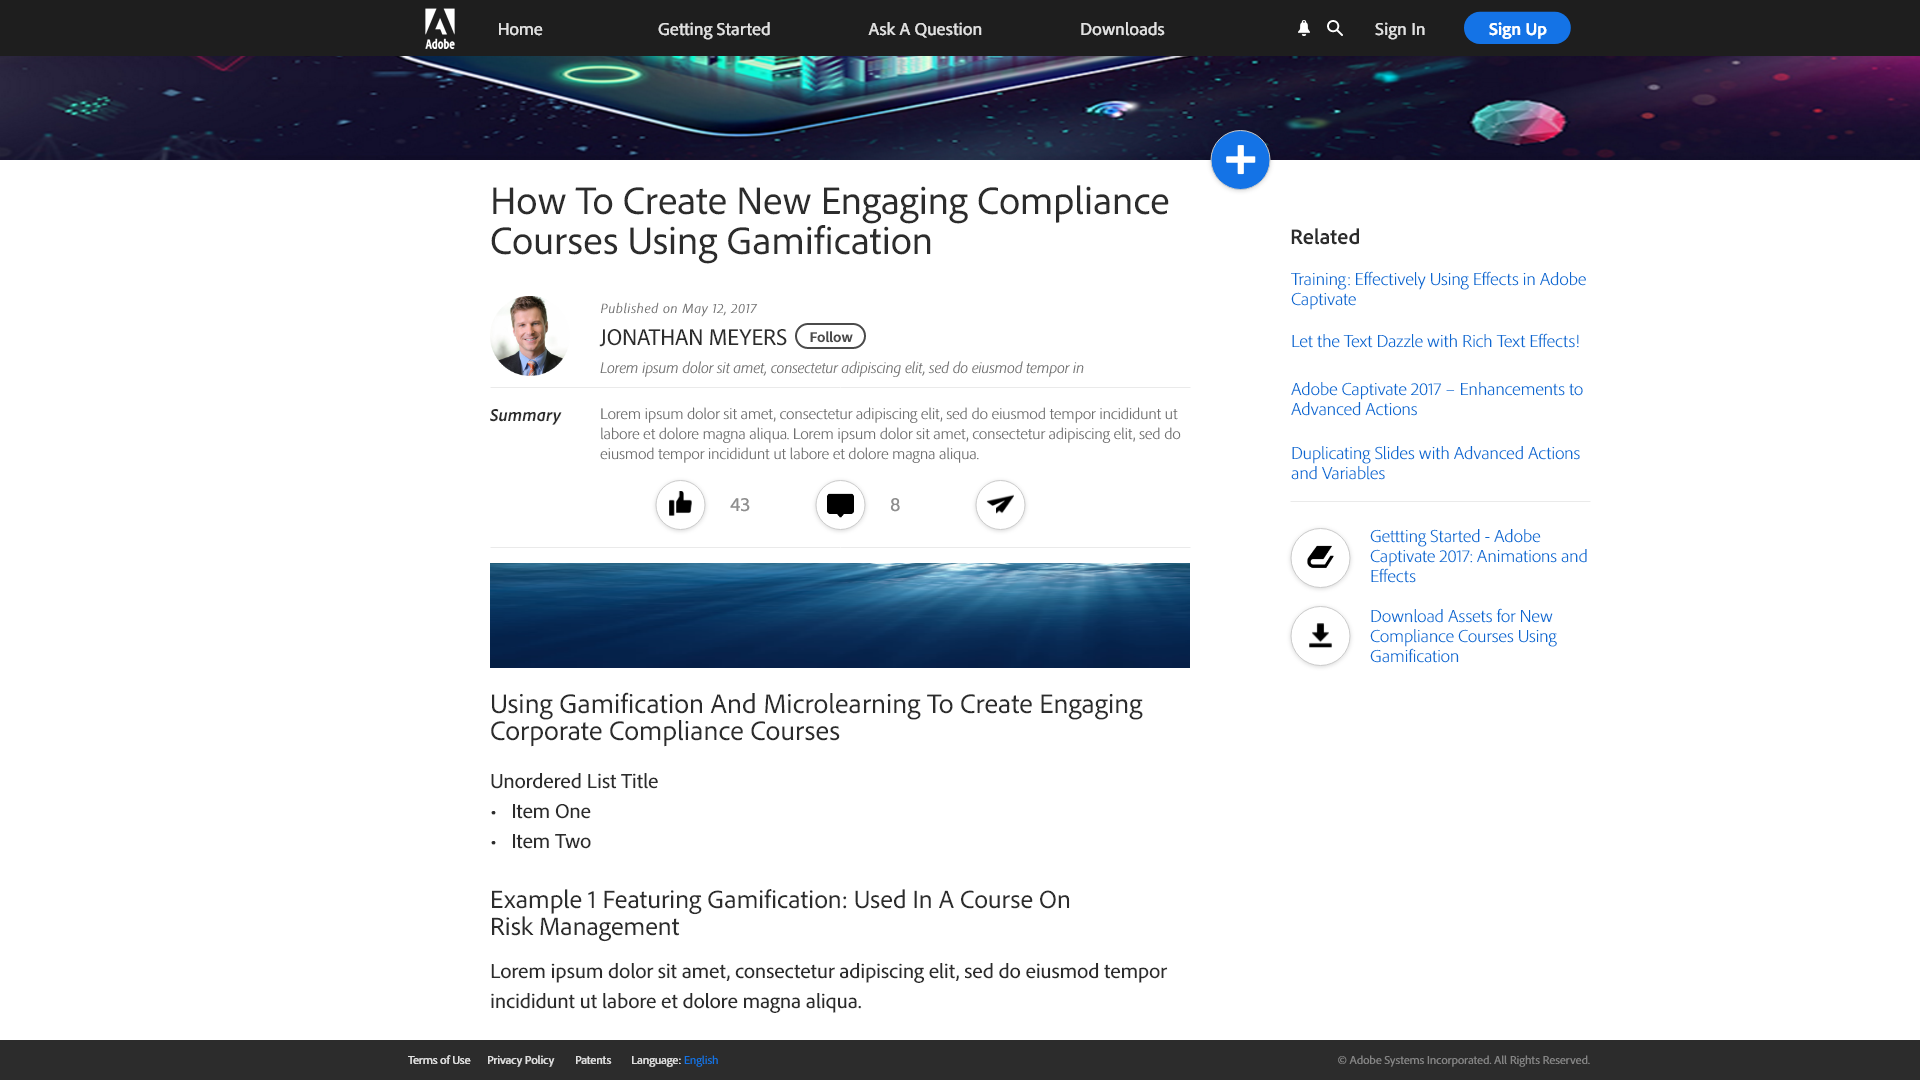 Adobe
Home
Getting Started
Ask A Question
Downloads
Sign In
Sign Up
How To Create New Engaging Compliance
Courses Using Gamification
Published on May 12, 2017
JONATHAN MEYERS
Follow
Lorem ipsum dolor sit amet, consectetur adipiscing elit, sed do eiusmod tempor in
Summary
Lorem ipsum dolor sit amet, consectetur adipiscing elit, sed do eiusmod tempor incididunt ut
labore et dolore magna aliqua. Lorem ipsum dolor sit amet, consectetur adipiscing elit, sed do
eiusmod tempor incididunt ut labore et dolore magna aliqua.
43
8
Using Gamification And Microlearning To Create Engaging
Corporate Compliance Courses
Unordered List Title
• Item One
• Item Two
Example 1 Featuring Gamification: Used In A Course On
Risk Management
Lorem ipsum dolor sit amet, consectetur adipiscing elit, sed do eiusmod tempor
incididunt ut labore et dolore magna aliqua.
Related
Training: Effectively Using Effects in Adobe
Captivate
Let the Text Dazzle with Rich Text Effects!
Adobe Captivate 2017 – Enhancements to
Advanced Actions
Duplicating Slides with Advanced Actions
and Variables
Gettting Started - Adobe
Captivate 2017: Animations and
Effects
Download Assets for New
Compliance Courses Using
Gamification
Terms of Use
Privacy Policy
Patents
Language: English
© Adobe Systems Incorporated. All Rights Reserved.